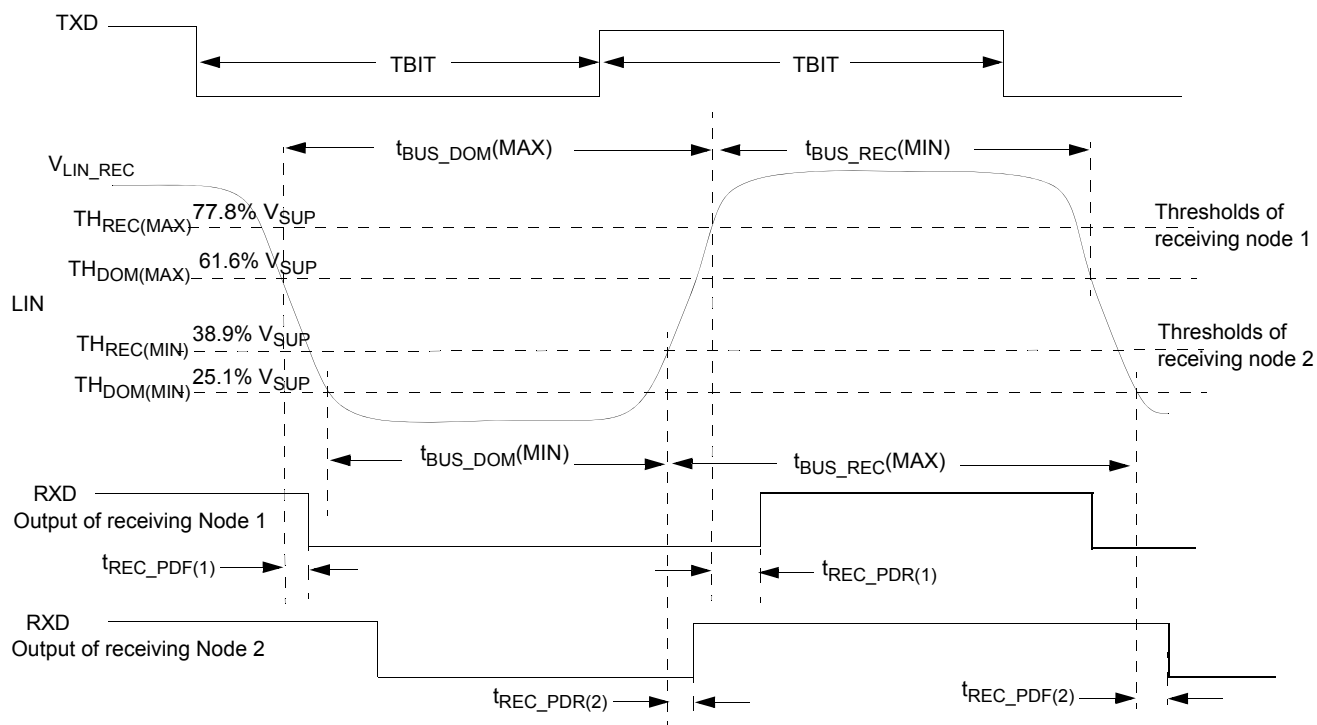 TXD
TBIT
TBIT
tBUS_DOM(MAX)
tBUS_REC(MIN)
VLIN_REC
THREC(MAX) 77.8% VSUP
Thresholds of
receiving node 1
THDOM(MAX) 61.6% VSUP
LIN
THREC(MIN) 38.9% VSUP
Thresholds of
receiving node 2
THDOM(MIN) 25.1% VSUP
tBUS_DOM(MIN)
tBUS_REC(MAX)
RXD
Output of receiving Node 1
tREC_PDF(1)
tREC_PDR(1)
RXD
Output of receiving Node 2
tREC_PDR(2)
tREC_PDF(2)